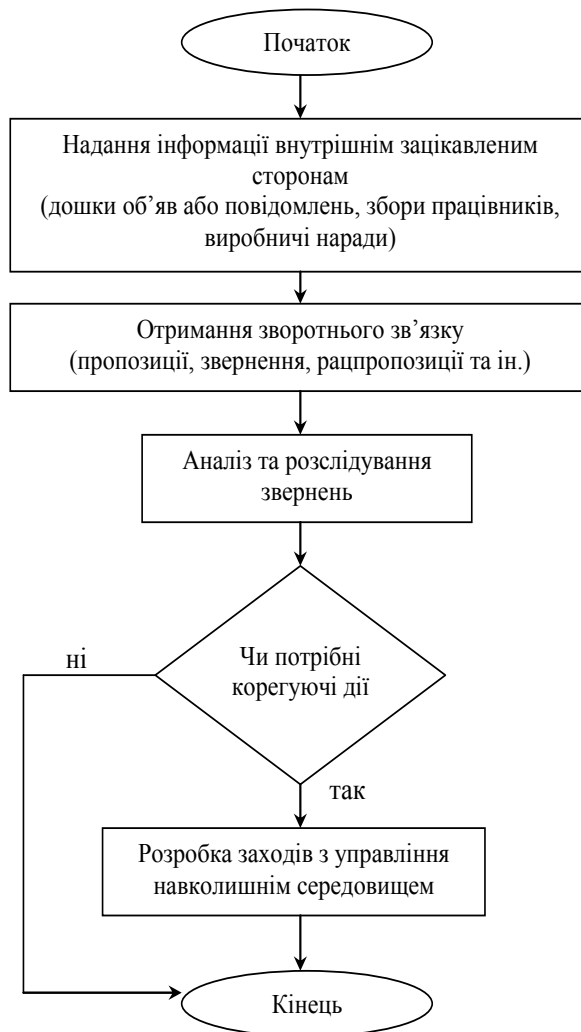 Початок
Надання інформації внутрішнім зацікавленим
сторонам
(дошки об’яв або повідомлень, збори працівників,
виробничі наради)
Отримання зворотнього зв’язку
(пропозиції, звернення, рацпропозиції та ін.)
Аналіз та розслідування
звернень
Чи потрібні
корегуючі дії
ні
так
Розробка заходів з управління
навколишнім середовищем
Кінець